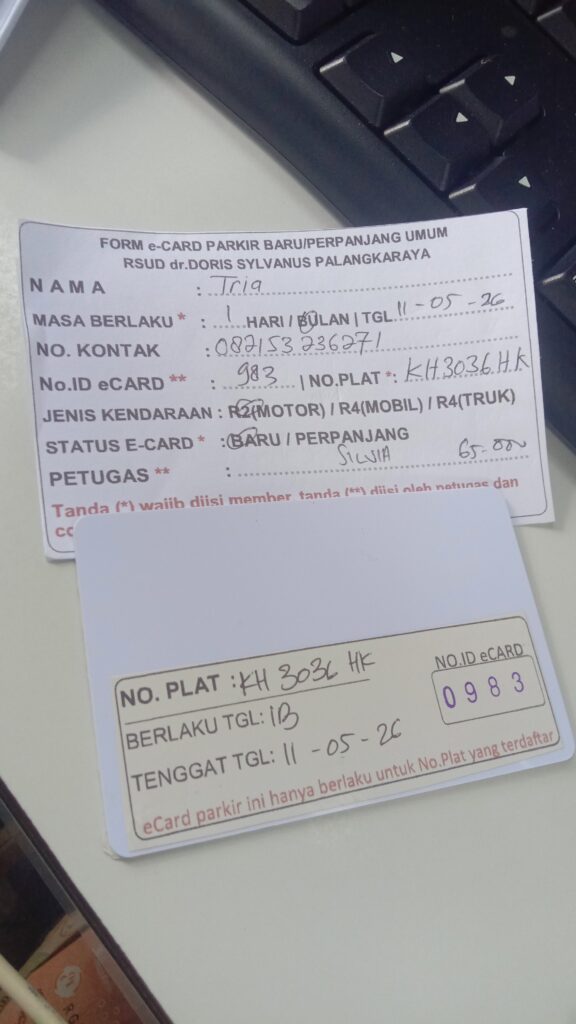 FORM e-CARD PARKIR BARU/PERPANJANG UMUM
RSUD dr.DORIS SYLVANUS PALANGKARAYA
NAMA : Tria
MASA BERLAKU * : 1 HARI / BULAN | TGL 11-05-26
NO. KONTAK : 082153236271
No.ID eCARD ** : 983 | NO.PLAT *: KH 3036 HK
JENIS KENDARAAN : R2(MOTOR) / R4(MOBIL) / R4(TRUK)
STATUS E-CARD * : BARU / PERPANJANG
PETUGAS ** : SILVIA 65.000
Tanda (*) wajib diisi member, tanda (**) diisi oleh petugas dan
NO. PLAT : KH 3036 HK
NO.ID eCARD
0983
BERLAKU TGL: 1B
TENGGAT TGL: 11-05-26
eCard parkir ini hanya berlaku untuk No.Plat yang terdaftar